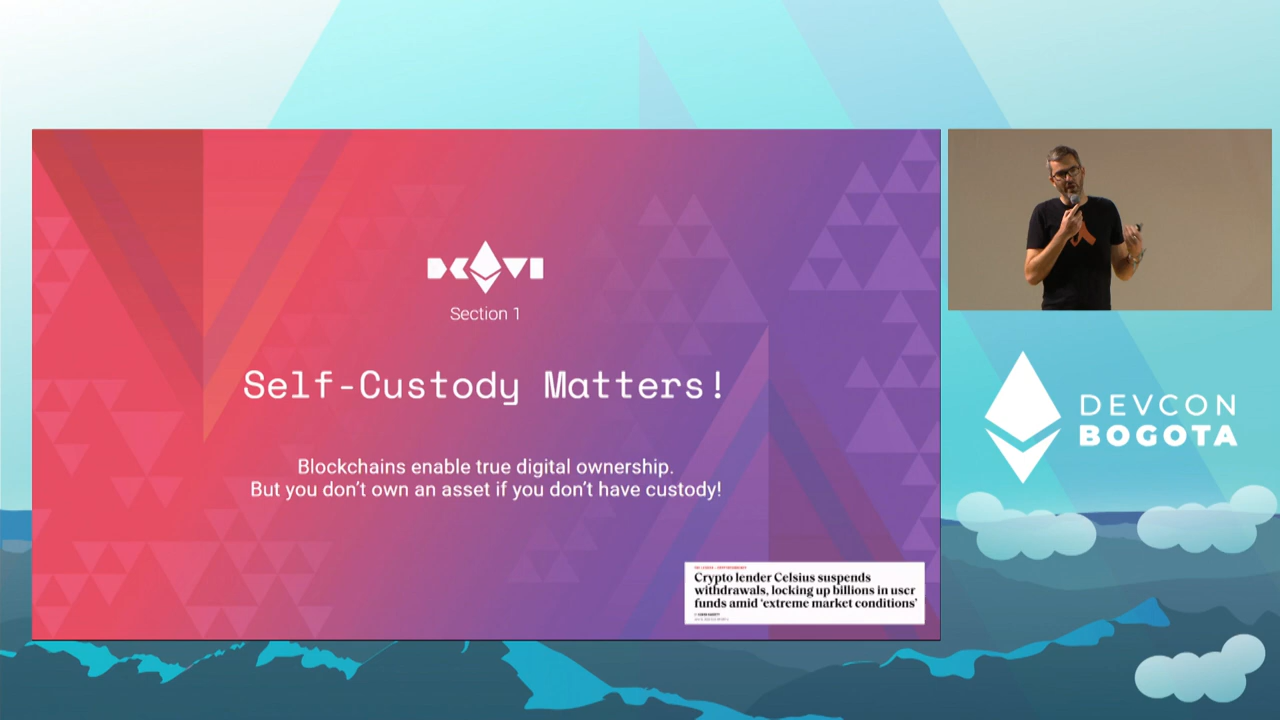 DCVI
Section 1
Self-Custody Matters!
Blockchains enable true digital ownership.
But you don't own an asset if you don't have custody!
Crypto lender Celsius suspends
withdrawals, locking up billions in user
funds amid 'extreme market conditions'
DEVCON
BOGOTA